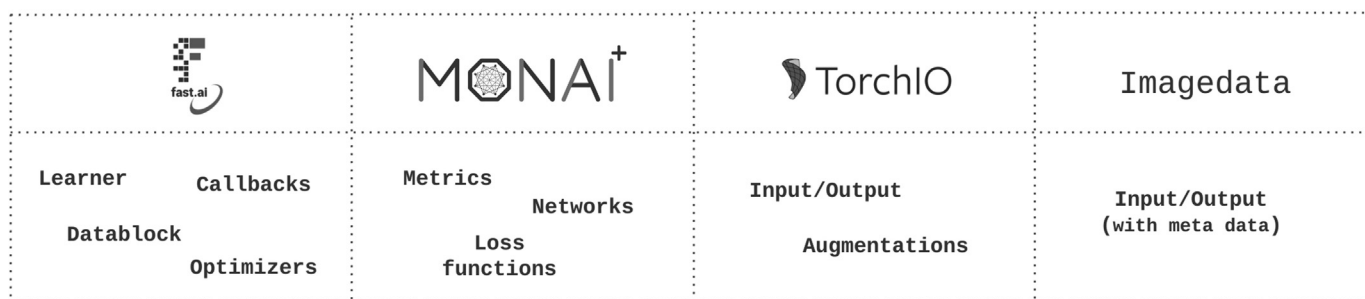 fast.ai
MONAI+
TorchIO
Imagedata
Learner
Callbacks
Datablock
Optimizers
Metrics
Networks
Loss
functions
Input/Output
Augmentations
Input/Output
(with meta data)